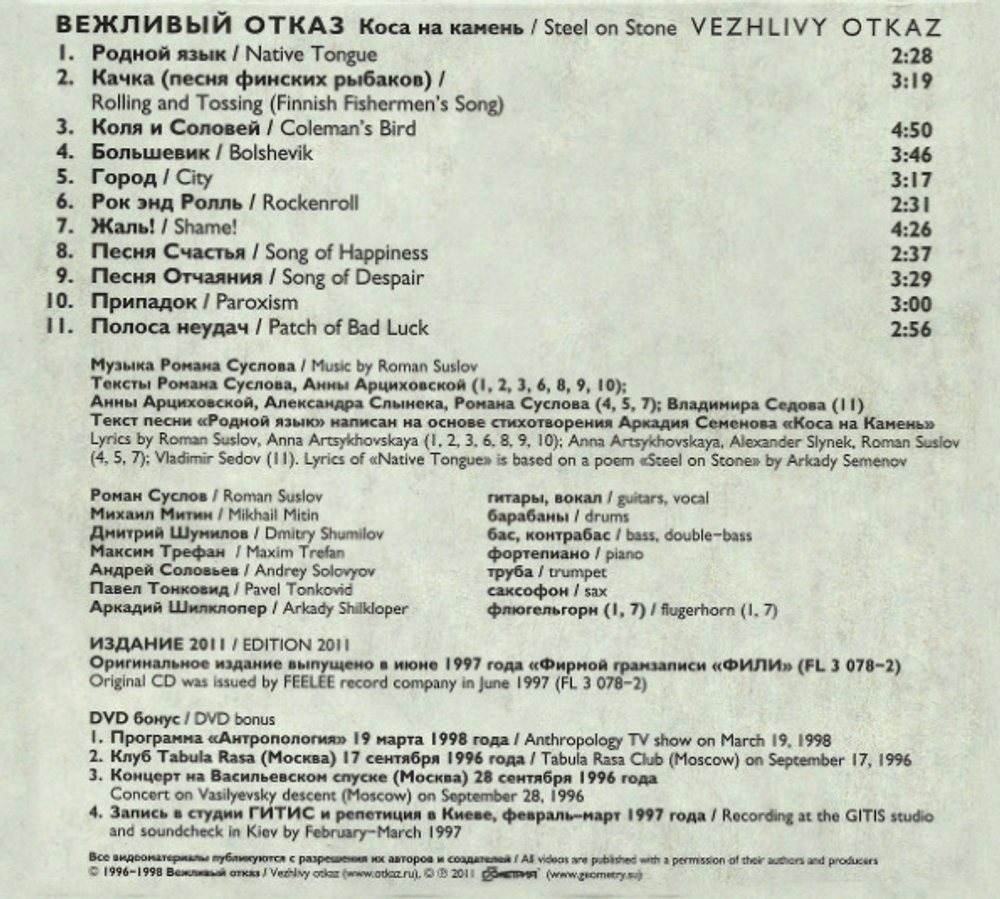 ВЕЖЛИВЫЙ ОТКАЗ Коса на камень / Steel on Stone VEZHLIVY OTKAZ
1. Родной язык / Native Tongue 2:28
2. Качка (песня финских рыбаков) / 3:19
Rolling and Tossing (Finnish Fishermen's Song)
3. Коля и Соловей / Coleman's Bird 4:50
4. Большевик / Bolshevik 3:46
5. Город / City 3:17
6. Рок энд Ролль / Rockenroll 2:31
7. Жаль! / Shame! 4:26
8. Песня Счастья / Song of Happiness 2:37
9. Песня Отчаяния / Song of Despair 3:29
10. Припадок / Paroxism 3:00
11. Полоса неудач / Patch of Bad Luck 2:56
Музыка Романа Суслова / Music by Roman Suslov
Тексты Романа Суслова, Анны Арциховской (1, 2, 3, 6, 8, 9, 10);
Анны Арциховской, Александра Слынека, Романа Суслова (4, 5, 7); Владимира Седова (11)
Текст песни «Родной язык» написан на основе стихотворения Аркадия Семенова «Коса на Камень»
Lyrics by Roman Suslov, Anna Artsykhovskaya (1, 2, 3, 6, 8, 9, 10); Anna Artsykhovskaya, Alexander Slynek, Roman Suslov
(4, 5, 7); Vladimir Sedov (11). Lyrics of «Native Tongue» is based on a poem «Steel on Stone» by Arkady Semenov
Роман Суслов / Roman Suslov гитары, вокал / guitars, vocal
Михаил Митин / Mikhail Mitin барабаны / drums
Дмитрий Шумилов / Dmitry Shumilov бас, контрабас / bass, double-bass
Максим Трефан / Maxim Trefan фортепиано / piano
Андрей Соловьев / Andrey Solovyov труба / trumpet
Павел Тонковид / Pavel Tonkovid саксофон / sax
Аркадий Шилклопер / Arkady Shilkloper флюгельгорн (1, 7) / flugerhorn (1, 7)
ИЗДАНИЕ 2011 / EDITION 2011
Оригинальное издание выпущено в июне 1997 года «Фирмой грамзаписи «ФИЛИ» (FL 3 078-2)
Original CD was issued by FEELEE record company in June 1997 (FL 3 078-2)
DVD бонус / DVD bonus
1. Программа «Антропология» 19 марта 1998 года / Anthropology TV show on March 19, 1998
2. Клуб Tabula Rasa (Москва) 17 сентября 1996 года / Tabula Rasa Club (Moscow) on September 17, 1996
3. Концерт на Васильевском спуске (Москва) 28 сентября 1996 года
Concert on Vasilyevsky descent (Moscow) on September 28, 1996
4. Запись в студии ГИТИС и репетиция в Киеве, февраль-март 1997 года / Recording at the GITIS studio
and soundcheck in Kiev by February-March 1997
Все видеоматериалы публикуются с разрешения их авторов и создателей / All videos are published with a permission of their authors and producers
© 1996-1998 Вежливый отказ / Vezhlivy otkaz (www.otkaz.ru), © ℗ 2011 геометрия (www.geometry.su)